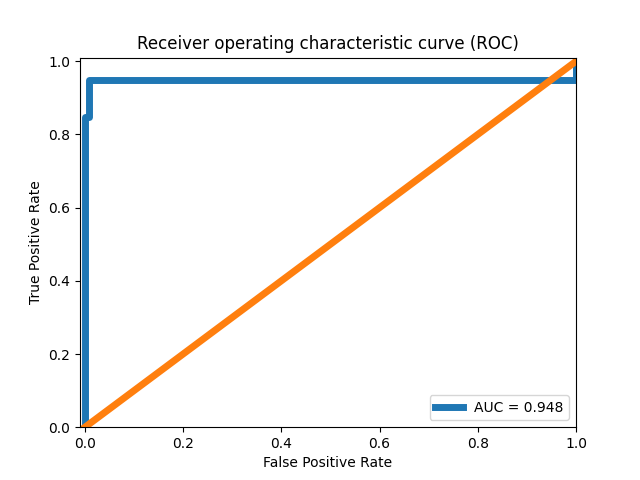 Receiver operating characteristic curve (ROC)
1.0
0.8
0.6
0.4
0.2
0.0
True Positive Rate
AUC = 0.948
0.0 0.2 0.4 0.6 0.8 1.0
False Positive Rate